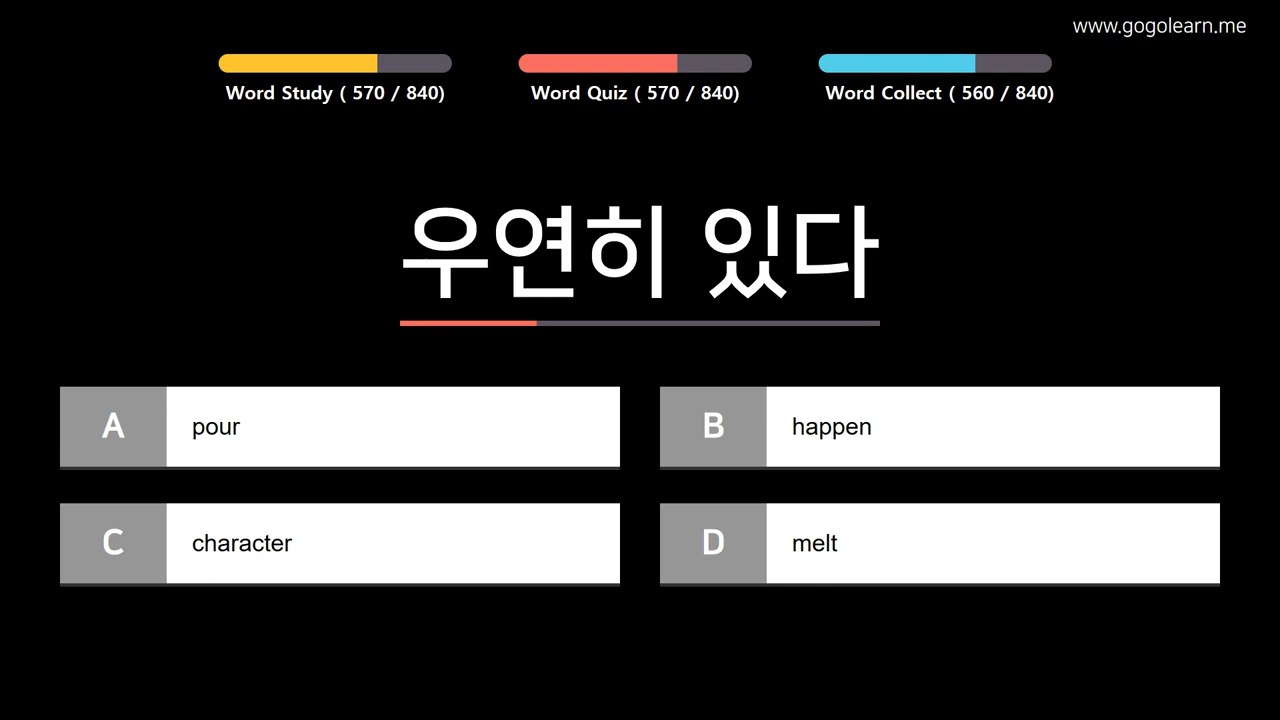 www.gogolearn.me
Word Study ( 570 / 840)
Word Quiz ( 570 / 840)
Word Collect ( 560 / 840)
우연히 있다
A pour
B happen
C character
D melt